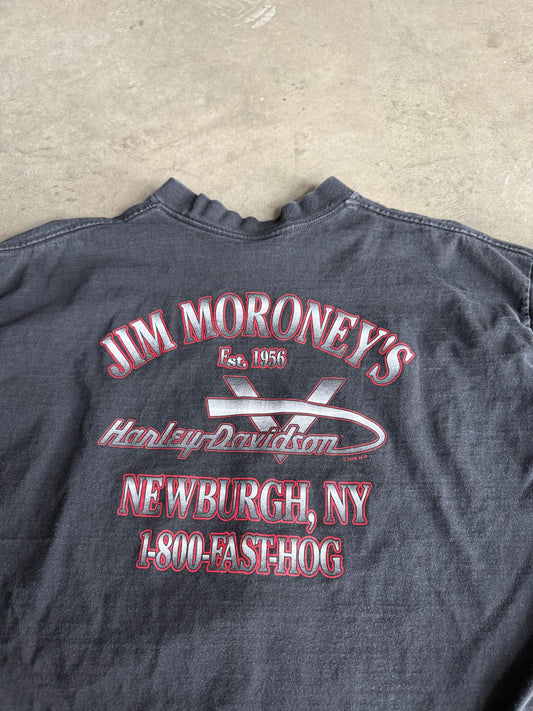 JIM MORONEY'S
Est. 1956
Harley-Davidson
NEWBURGH, NY
1-800-FAST-HOG